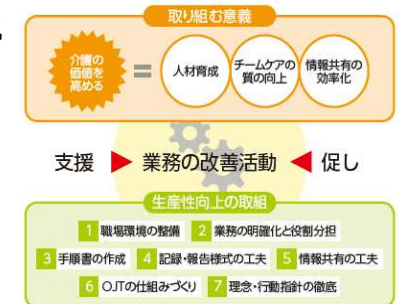 取り組む意義
介護の
価値を
高める
=
人材育成
チームケアの
質の向上
情報共有の
効率化
支援 ▶ 業務の改善活動 ◀ 促し
生産性向上の取組
1 職場環境の整備 2 業務の明確化と役割分担
3 手順書の作成 4 記録・報告様式の工夫 5 情報共有の工夫
6 OJTの仕組みづくり 7 理念・行動指針の徹底